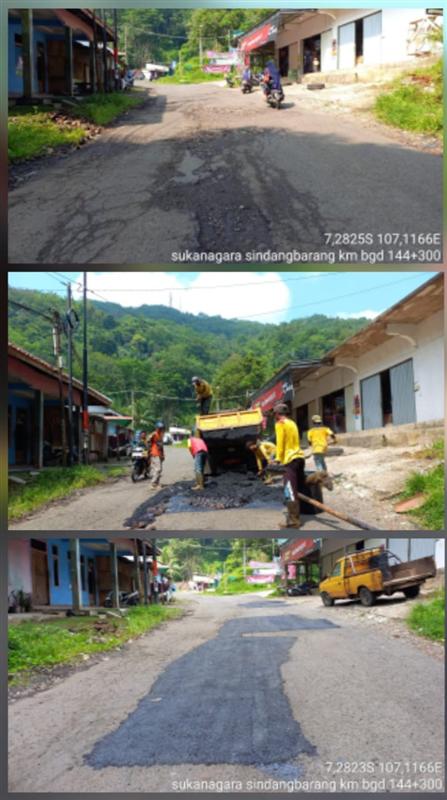 7,2825S 107,1166E
sukanagara sindangbarang km bgd 144+300
7,2823S 107,1166E
sukanagara sindangbarang km bgd 144+300